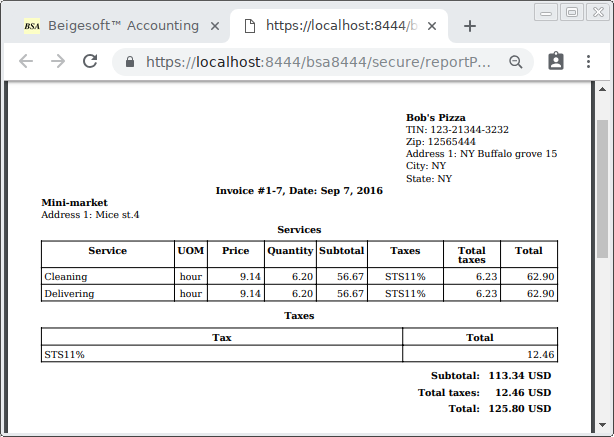 BSA Beigesoft™ Accounting https://localhost:8444/b
https://localhost:8444/bsa8444/secure/reportP...
Bob's Pizza
TIN: 123-21344-3232
Zip: 12565444
Address 1: NY Buffalo grove 15
City: NY
State: NY
Invoice #1-7, Date: Sep 7, 2016
Mini-market
Address 1: Mice st.4
Services
Service UOM Price Quantity Subtotal Taxes Total taxes Total
Cleaning hour 9.14 6.20 56.67 STS11% 6.23 62.90
Delivering hour 9.14 6.20 56.67 STS11% 6.23 62.90
Taxes
Tax Total
STS11% 12.46
Subtotal: 113.34 USD
Total taxes: 12.46 USD
Total: 125.80 USD